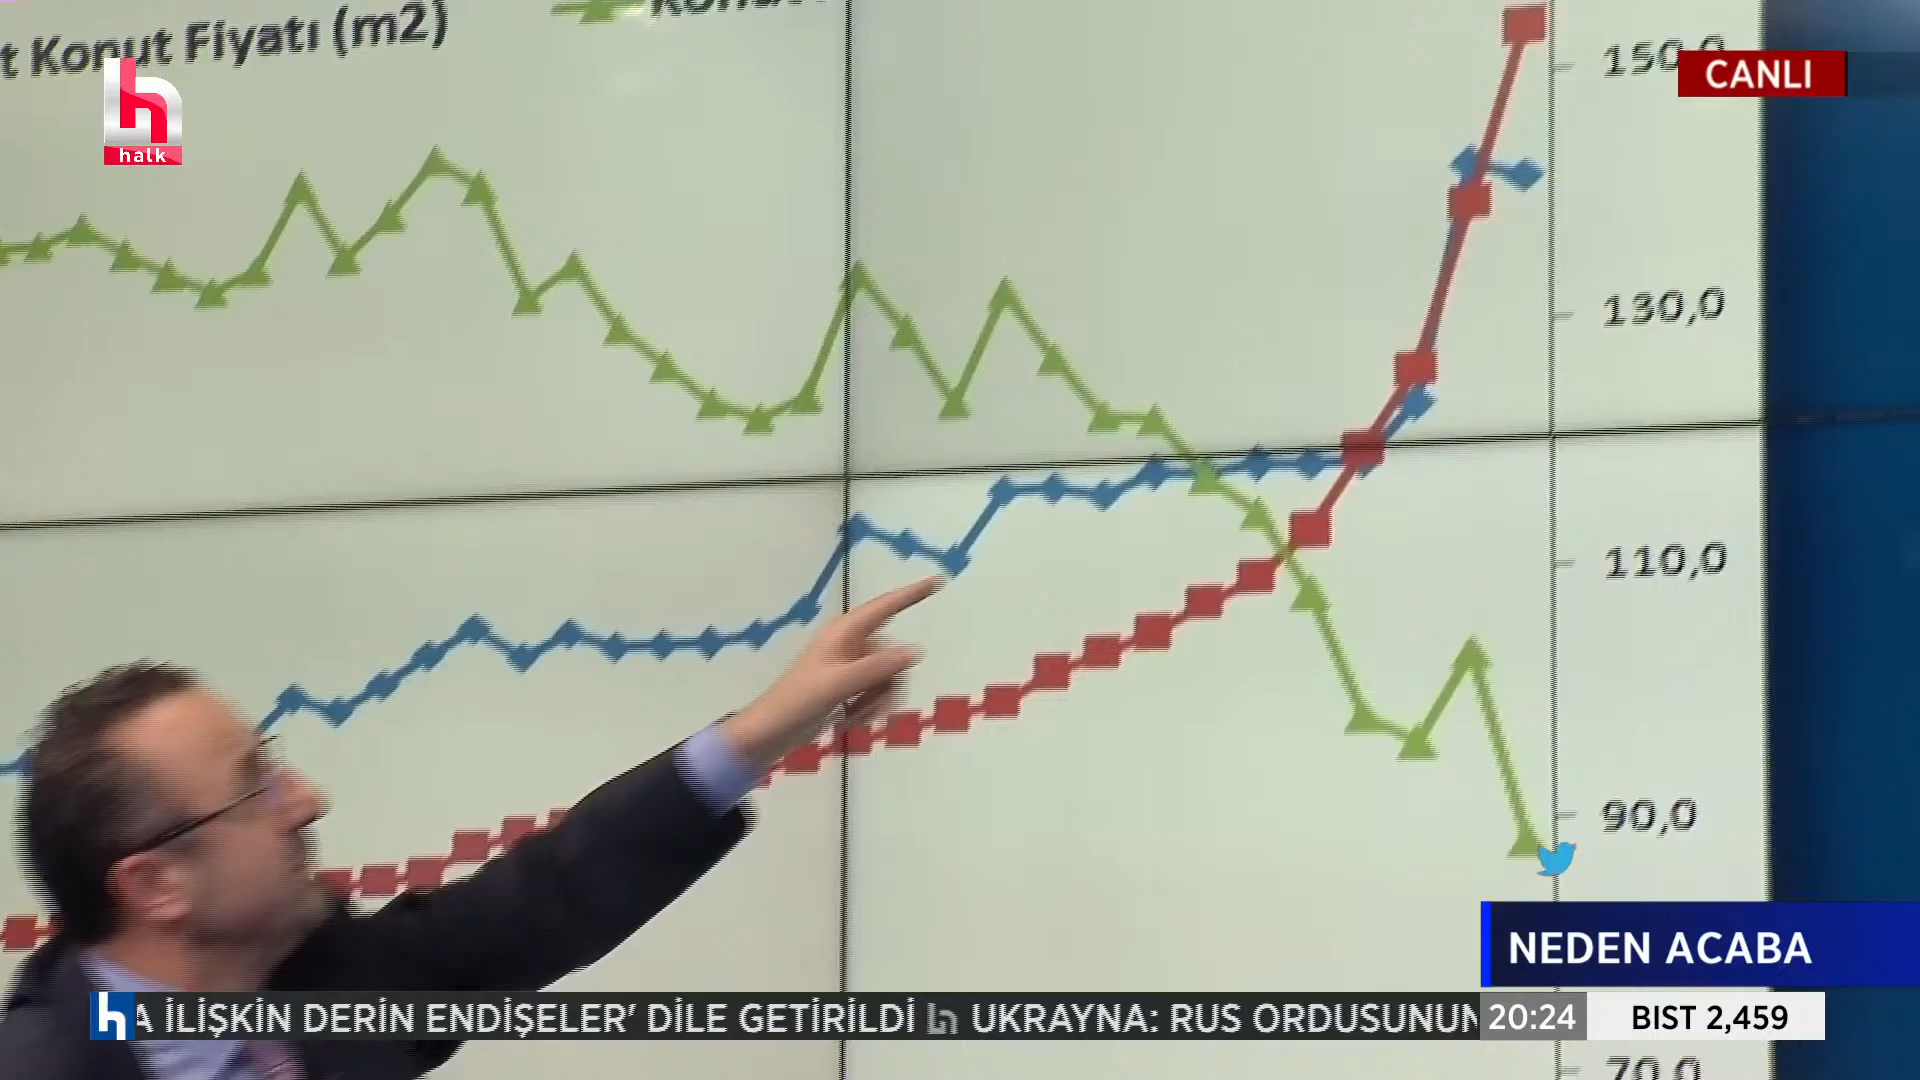 t Konut Fiyatı (m2)
150,0
CANLI
halk
130,0
110,0
90,0
NEDEN ACABA
A İLİŞKİN DERİN ENDİŞELER' DİLE GETİRİLDİ h UKRAYNA: RUS ORDUSUNUN
20:24
BIST 2,459
70,0